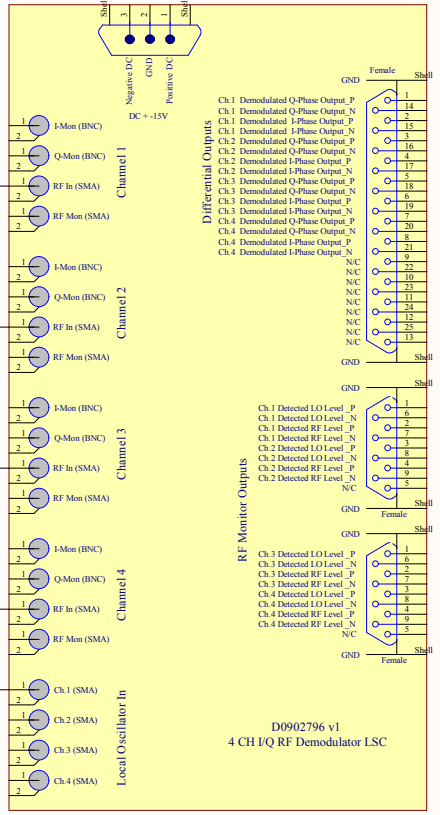 Shell 3 2 1 Shell
Negative DC
GND
Positive DC
DC + -15V
1 I-Mon (BNC)
2
1 Q-Mon (BNC)
2
1 RF In (SMA)
2
1 RF Mon (SMA)
2
Channel 1
1 I-Mon (BNC)
2
1 Q-Mon (BNC)
2
1 RF In (SMA)
2
1 RF Mon (SMA)
2
Channel 2
1 I-Mon (BNC)
2
1 Q-Mon (BNC)
2
1 RF In (SMA)
2
1 RF Mon (SMA)
2
Channel 3
1 I-Mon (BNC)
2
1 Q-Mon (BNC)
2
1 RF In (SMA)
2
1 RF Mon (SMA)
2
Channel 4
1 Ch.1 (SMA)
2
1 Ch.2 (SMA)
2
1 Ch.3 (SMA)
2
1 Ch.4 (SMA)
2
Local Oscillator In
Differential Outputs
Female
GND Shell
Ch.1 Demodulated Q-Phase Output_P 1
Ch.1 Demodulated Q-Phase Output_N 14
Ch.1 Demodulated I-Phase Output_P 2
Ch.1 Demodulated I-Phase Output_N 15
Ch.2 Demodulated Q-Phase Output_P 3
Ch.2 Demodulated Q-Phase Output_N 16
Ch.2 Demodulated I-Phase Output_P 4
Ch.2 Demodulated I-Phase Output_N 17
Ch.3 Demodulated Q-Phase Output_P 5
Ch.3 Demodulated Q-Phase Output_N 18
Ch.3 Demodulated I-Phase Output_P 6
Ch.3 Demodulated I-Phase Output_N 19
Ch.4 Demodulated Q-Phase Output_P 7
Ch.4 Demodulated Q-Phase Output_N 20
Ch.4 Demodulated I-Phase Output_P 8
Ch.4 Demodulated I-Phase Output_N 21
N/C 9
N/C 22
N/C 10
N/C 23
N/C 11
N/C 24
N/C 12
N/C 25
N/C 13
GND Shell
RF Monitor Outputs
GND Shell
Ch.1 Detected LO Level _P 1
Ch.1 Detected LO Level _N 6
Ch.1 Detected RF Level _P 2
Ch.1 Detected RF Level _N 7
Ch.2 Detected LO Level _P 3
Ch.2 Detected LO Level _N 8
Ch.2 Detected RF Level _P 4
Ch.2 Detected RF Level _N 9
N/C 5
GND Shell
Female
GND Shell
Ch.3 Detected LO Level _P 1
Ch.3 Detected LO Level _N 6
Ch.3 Detected RF Level _P 2
Ch.3 Detected RF Level _N 7
Ch.4 Detected LO Level _P 3
Ch.4 Detected LO Level _N 8
Ch.4 Detected RF Level _P 4
Ch.4 Detected RF Level _N 9
N/C 5
GND Shell
Female
D0902796 v1
4 CH I/Q RF Demodulator LSC